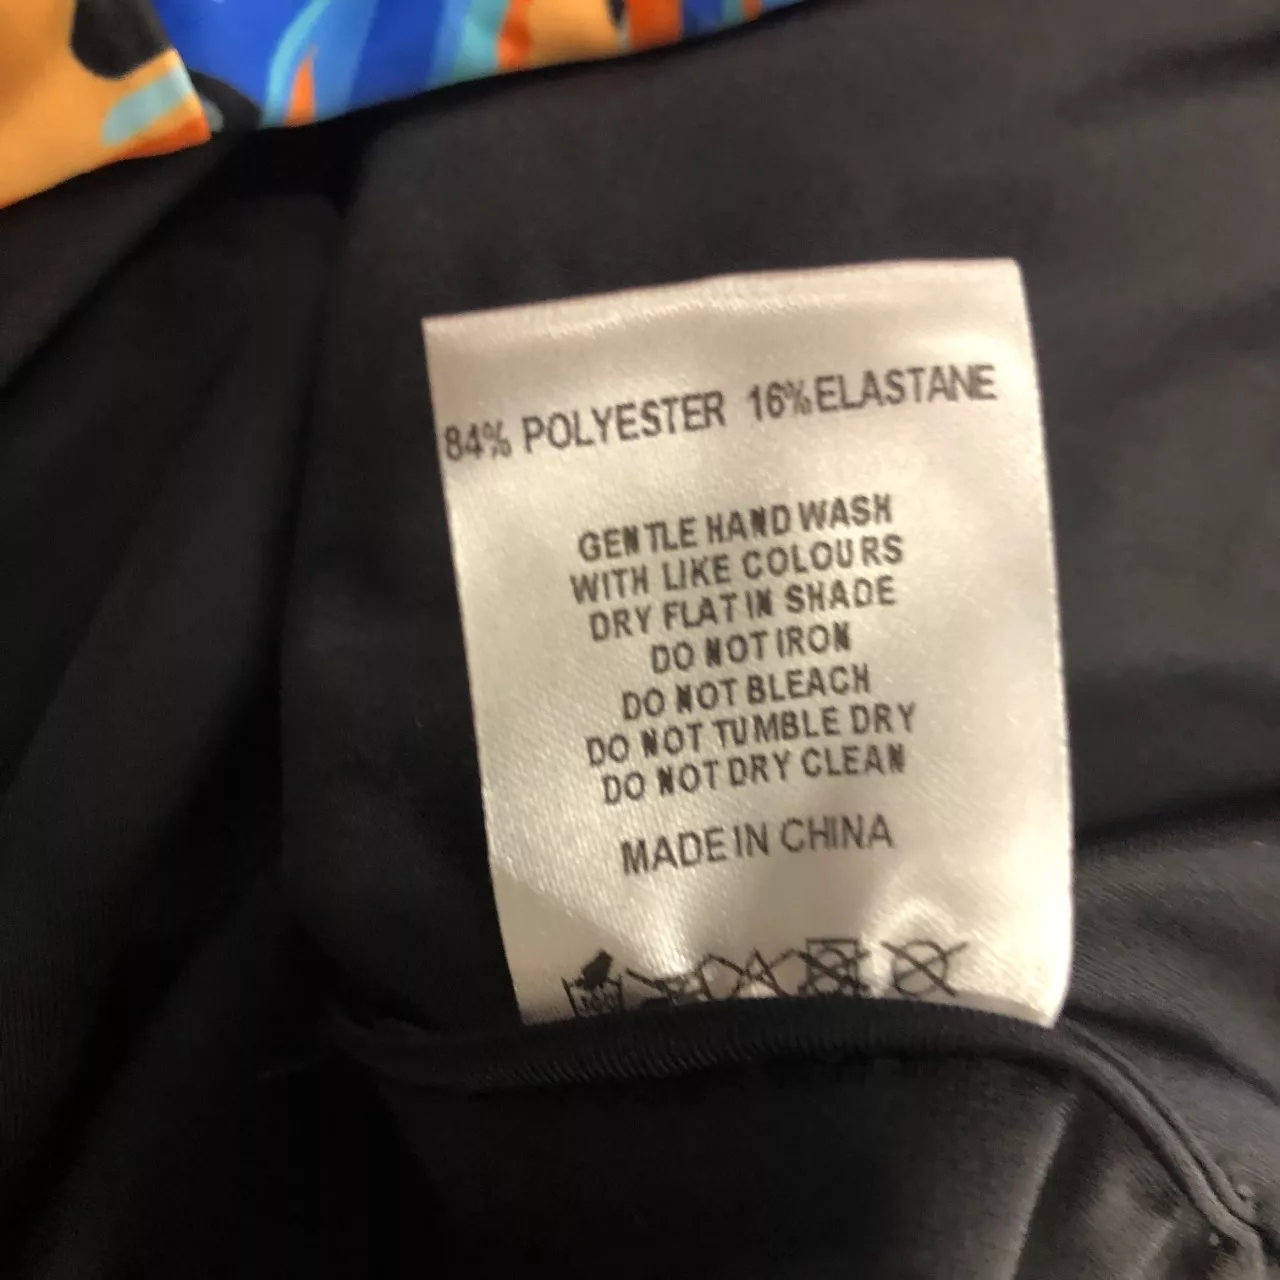 84% POLYESTER 16%ELASTANE
GENTLE HAND WASH
WITH LIKE COLOURS
DRY FLAT IN SHADE
DO NOT IRON
DO NOT BLEACH
DO NOT TUMBLE DRY
DO NOT DRY CLEAN
MADE IN CHINA